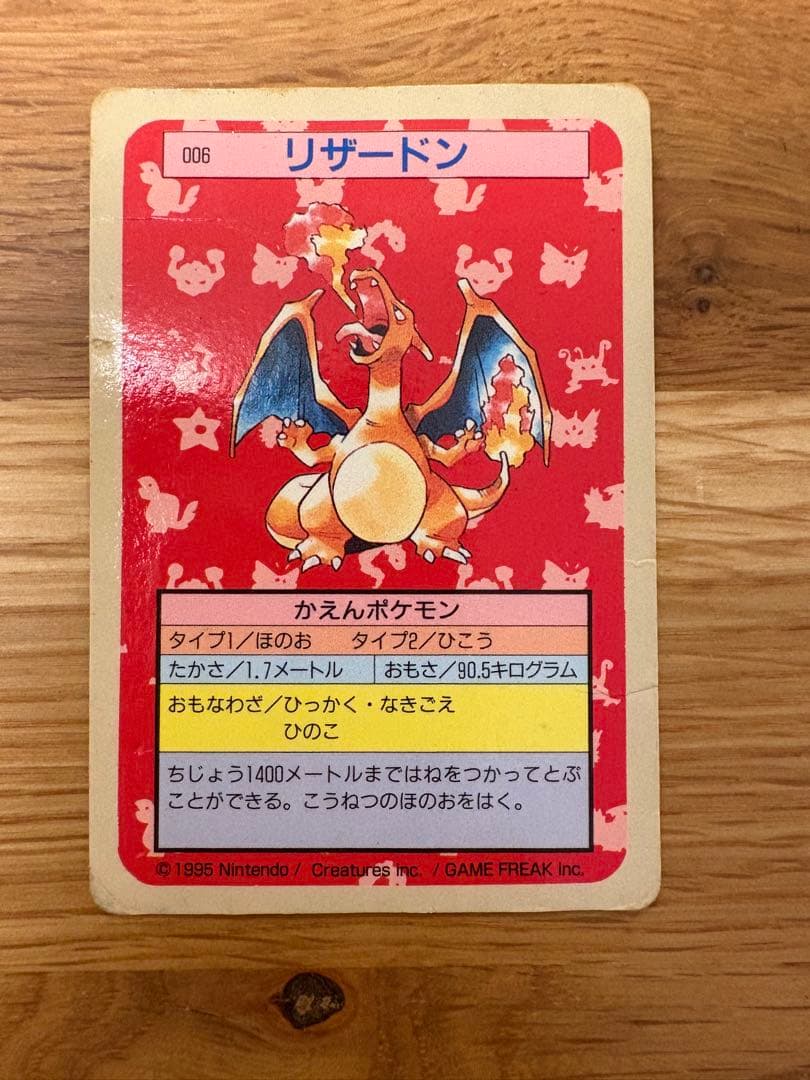 006 リザードン
かえんポケモン
タイプ1/ほのお タイプ2/ひこう
たかさ/1.7メートル おもさ/90.5キログラム
おもなわざ/ひっかく・なきごえ
ひのこ
ちじょう1400メートルまではねをつかってとぶ
ことができる。こうねつのほのおをはく。
©1995 Nintendo / Creatures inc. / GAME FREAK inc.